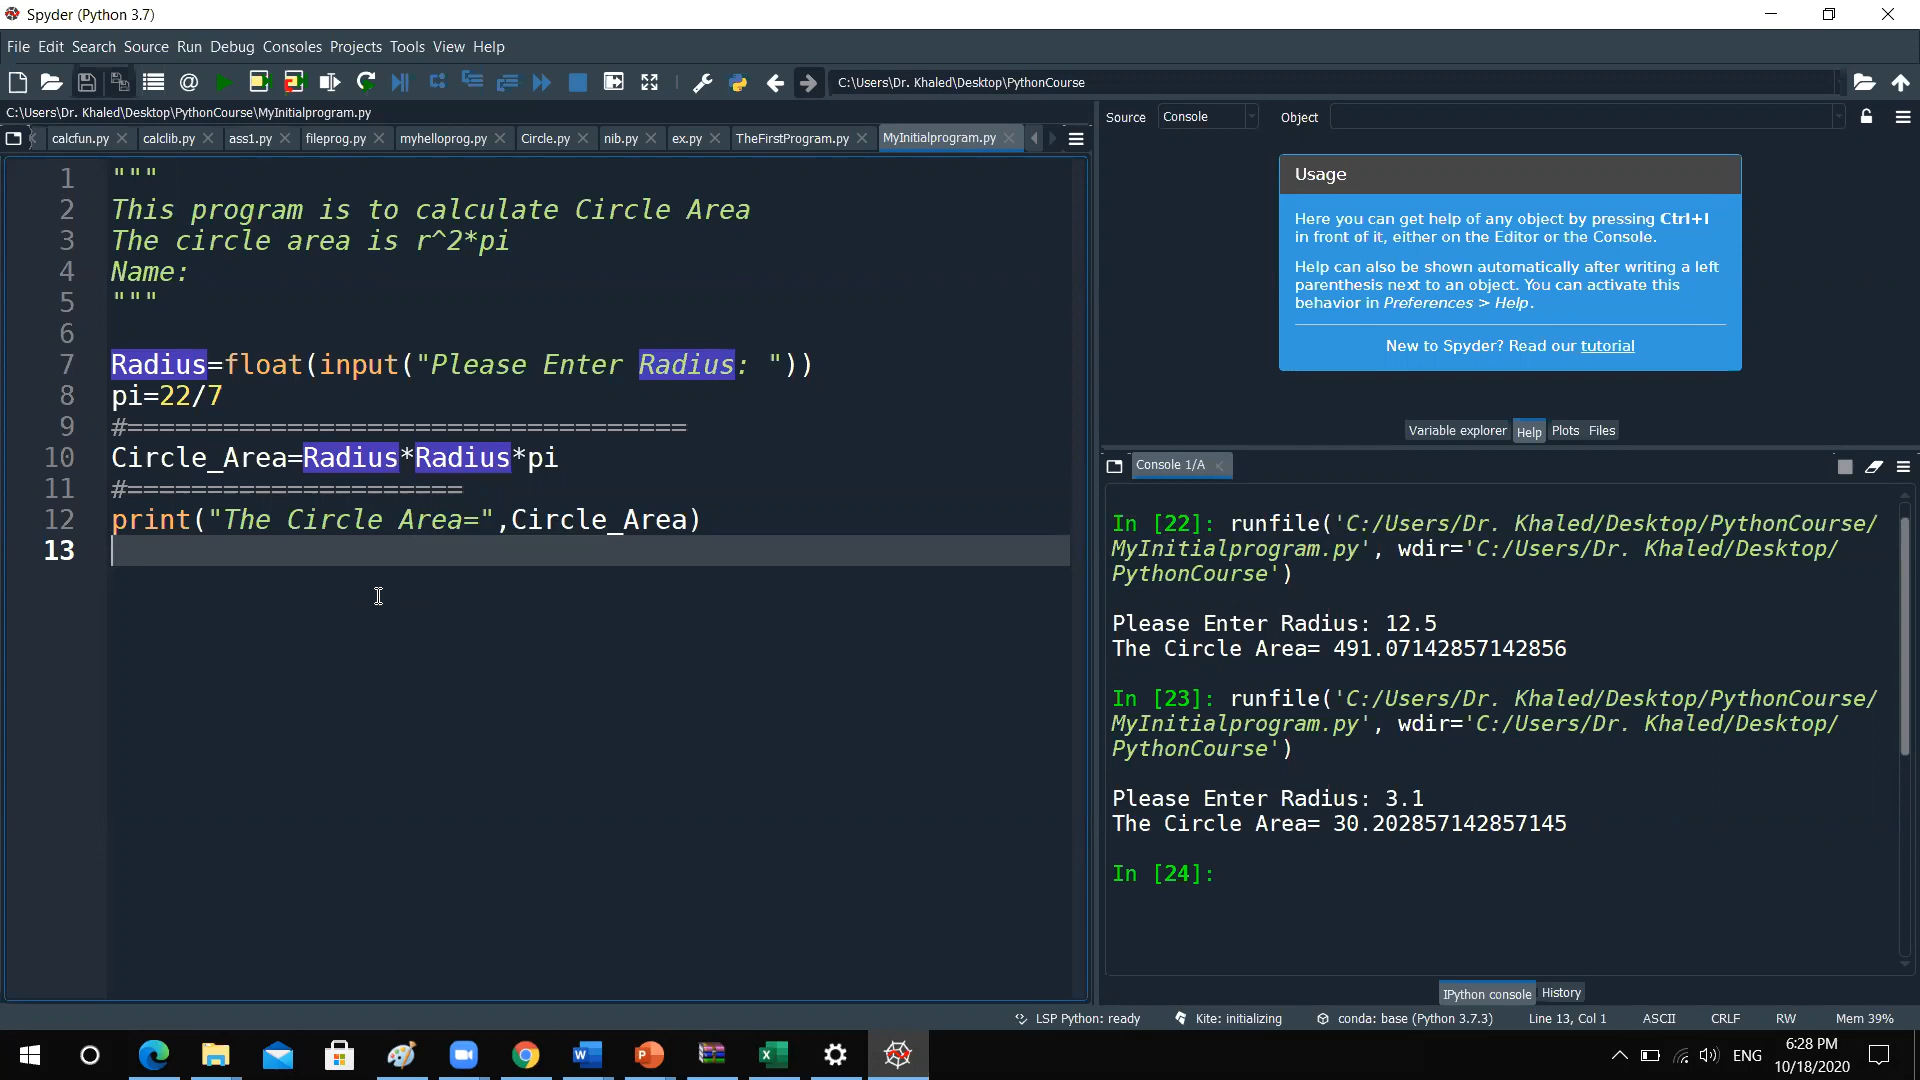 Spyder (Python 3.7)
File Edit Search Source Run Debug Consoles Projects Tools View Help
C:\Users\Dr. Khaled\Desktop\PythonCourse
C:\Users\Dr. Khaled\Desktop\PythonCourse\MyInitialprogram.py
calcfun.py calclib.py ass1.py fileprog.py myhelloprog.py Circle.py nib.py ex.py TheFirstProgram.py MyInitialprogram.py
1 """
2 This program is to calculate Circle Area
3 The circle area is r^2*pi
4 Name:
5 """
6
7 Radius=float(input("Please Enter Radius: "))
8 pi=22/7
9 #===================================
10 Circle_Area=Radius*Radius*pi
11 #=====================
12 print("The Circle Area=",Circle_Area)
13
Source Console Object
Usage
Here you can get help of any object by pressing Ctrl+I
in front of it, either on the Editor or the Console.
Help can also be shown automatically after writing a left
parenthesis next to an object. You can activate this
behavior in Preferences > Help.
New to Spyder? Read our tutorial
Variable explorer Help Plots Files
Console 1/A
In [22]: runfile('C:/Users/Dr. Khaled/Desktop/PythonCourse/
MyInitialprogram.py', wdir='C:/Users/Dr. Khaled/Desktop/
PythonCourse')
Please Enter Radius: 12.5
The Circle Area= 491.07142857142856
In [23]: runfile('C:/Users/Dr. Khaled/Desktop/PythonCourse/
MyInitialprogram.py', wdir='C:/Users/Dr. Khaled/Desktop/
PythonCourse')
Please Enter Radius: 3.1
The Circle Area= 30.202857142857145
In [24]:
IPython console History
LSP Python: ready Kite: initializing conda: base (Python 3.7.3) Line 13, Col 1 ASCII CRLF RW Mem 39%
ENG
6:28 PM
10/18/2020